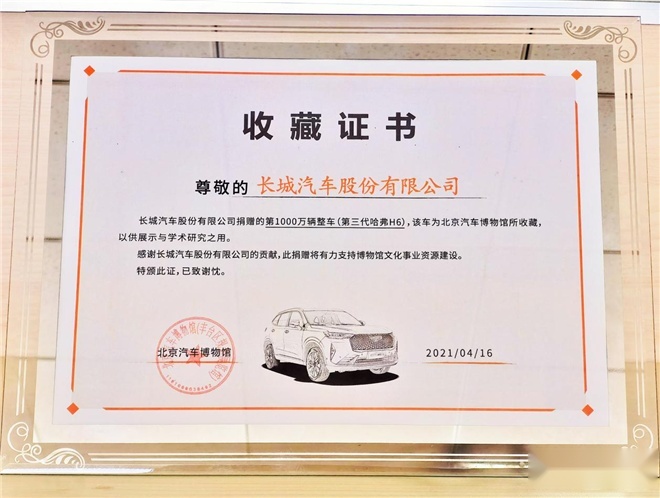 收藏证书
尊敬的 长城汽车股份有限公司
长城汽车股份有限公司捐赠的第1000万辆整车(第三代哈弗H6),该车为北京汽车博物馆所收藏,
以供展示与学术研究之用。
感谢长城汽车股份有限公司的贡献,此捐赠将有力支持博物馆文化事业资源建设。
特颁此证,已致谢忱。
北京汽车博物馆
2021/04/16